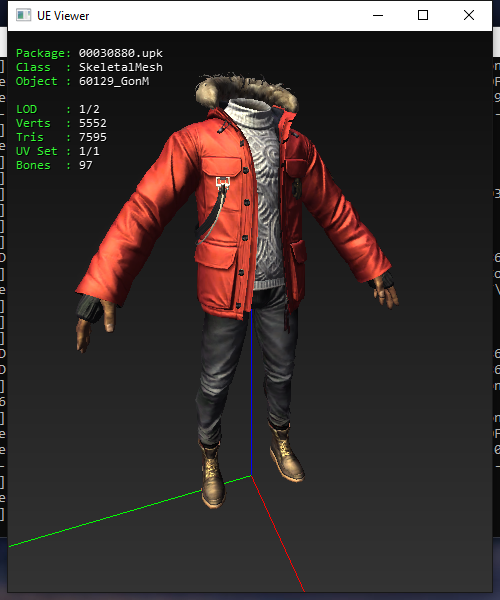 UE Viewer
Package: 00030880.upk
Class : SkeletalMesh
Object : 60129_GonM
LOD : 1/2
Verts : 5552
Tris : 7595
UV Set : 1/1
Bones : 97